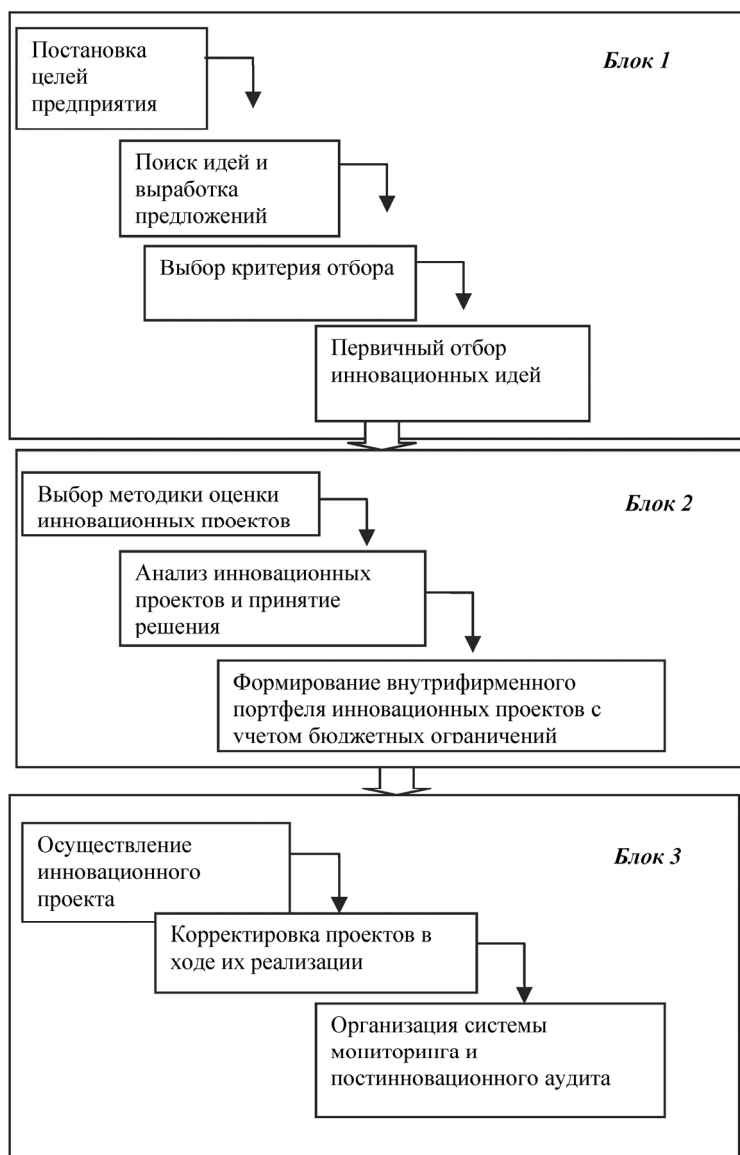 Постановка
целей
предприятия
Блок 1
Поиск идей и
выработка
предложений
Выбор критерия отбора
Первичный отбор
инновационных идей
Выбор методики оценки
инновационных проектов
Блок 2
Анализ инновационных
проектов и принятие
решения
Формирование внутрифирменного
портфеля инновационных проектов с
учетом бюджетных ограничений
Осуществление
инновационного
проекта
Блок 3
Корректировка проектов в
ходе их реализации
Организация системы
мониторинга и
постинновационного аудита